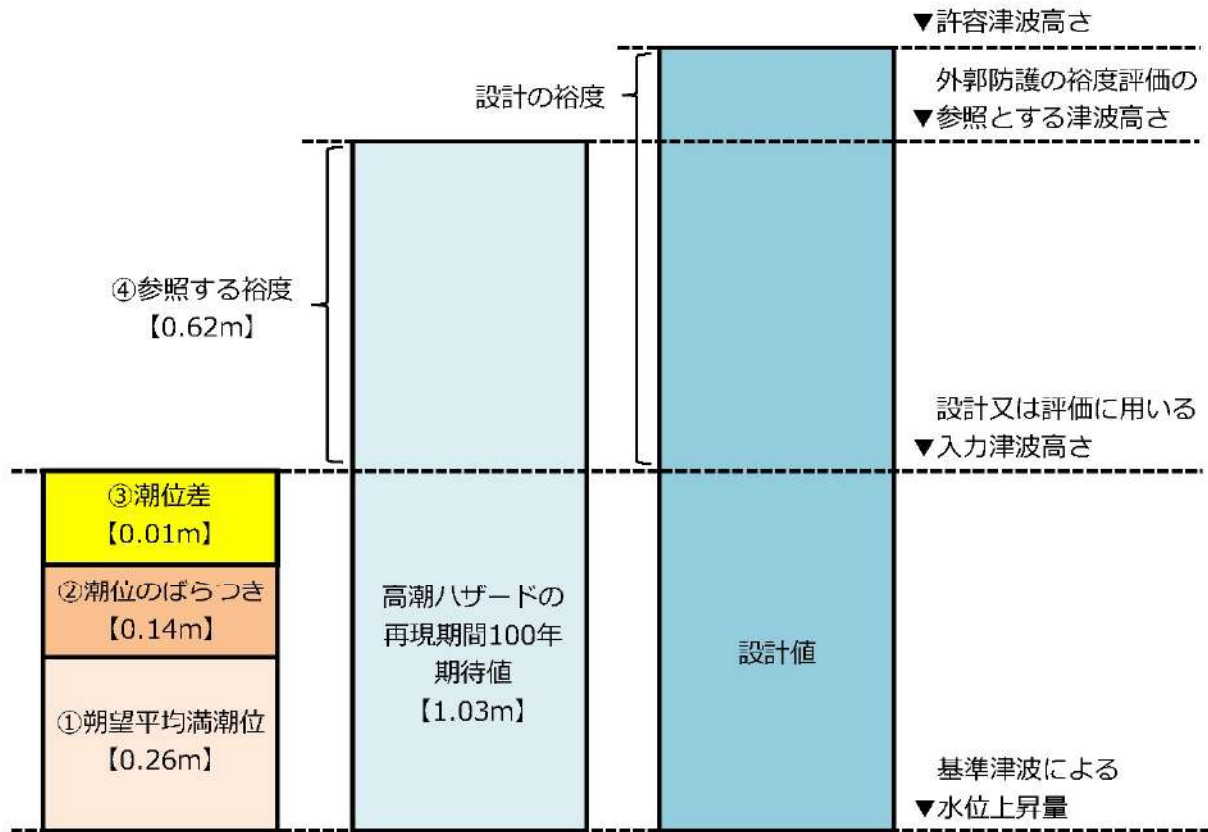 ▼許容津波高さ
外郭防護の裕度評価の
▼参照とする津波高さ
設計の裕度
④参照する裕度
【0.62m】
設計又は評価に用いる
▼入力津波高さ
③潮位差
【0.01m】
②潮位のばらつき
【0.14m】
①朔望平均満潮位
【0.26m】
高潮ハザードの
再現期間100年
期待値
【1.03m】
設計値
基準津波による
▼水位上昇量